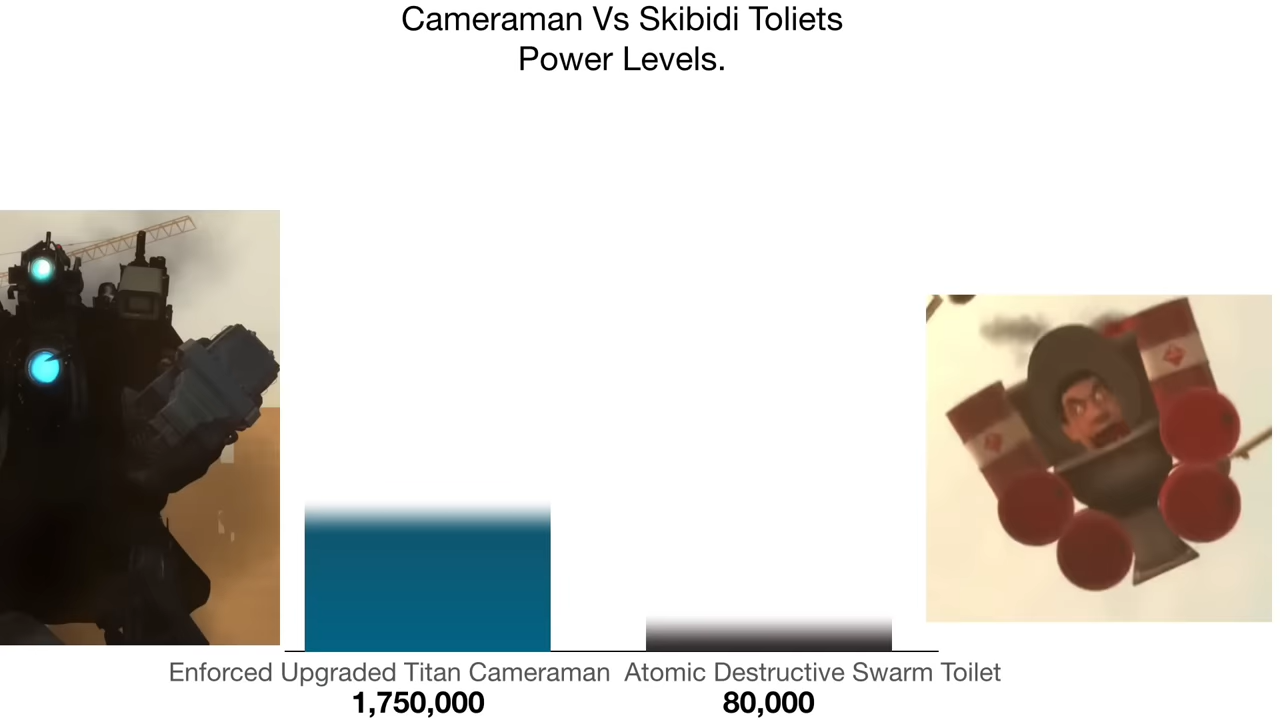 Cameraman Vs Skibidi Toliets
Power Levels.
Enforced Upgraded Titan Cameraman
Atomic Destructive Swarm Toilet
1,750,000
80,000